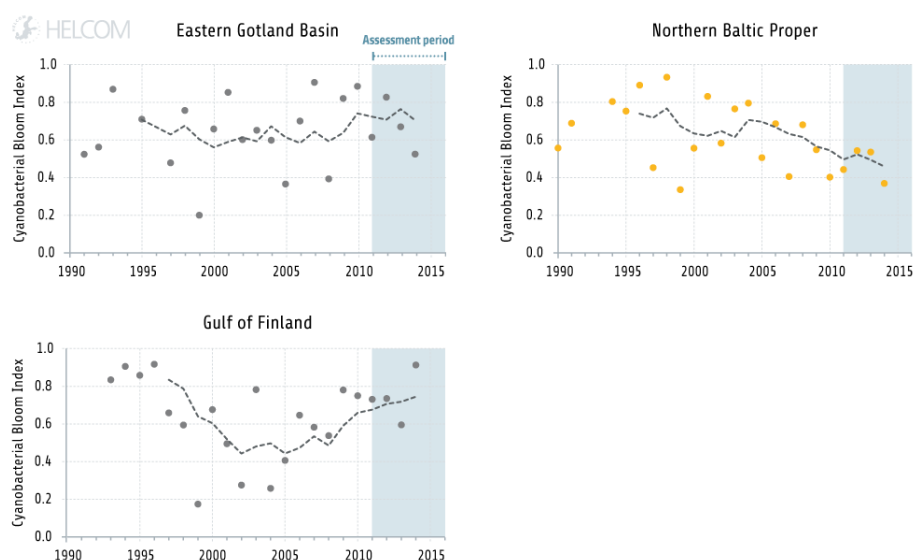 HELCOM
Eastern Gotland Basin
Assessment period
Cyanobacterial Bloom Index
1.0
0.8
0.6
0.4
0.2
0.0
1990 1995 2000 2005 2010 2015
Northern Baltic Proper
Cyanobacterial Bloom Index
1.0
0.8
0.6
0.4
0.2
0.0
1990 1995 2000 2005 2010 2015
Gulf of Finland
Cyanobacterial Bloom Index
1.0
0.8
0.6
0.4
0.2
0.0
1990 1995 2000 2005 2010 2015